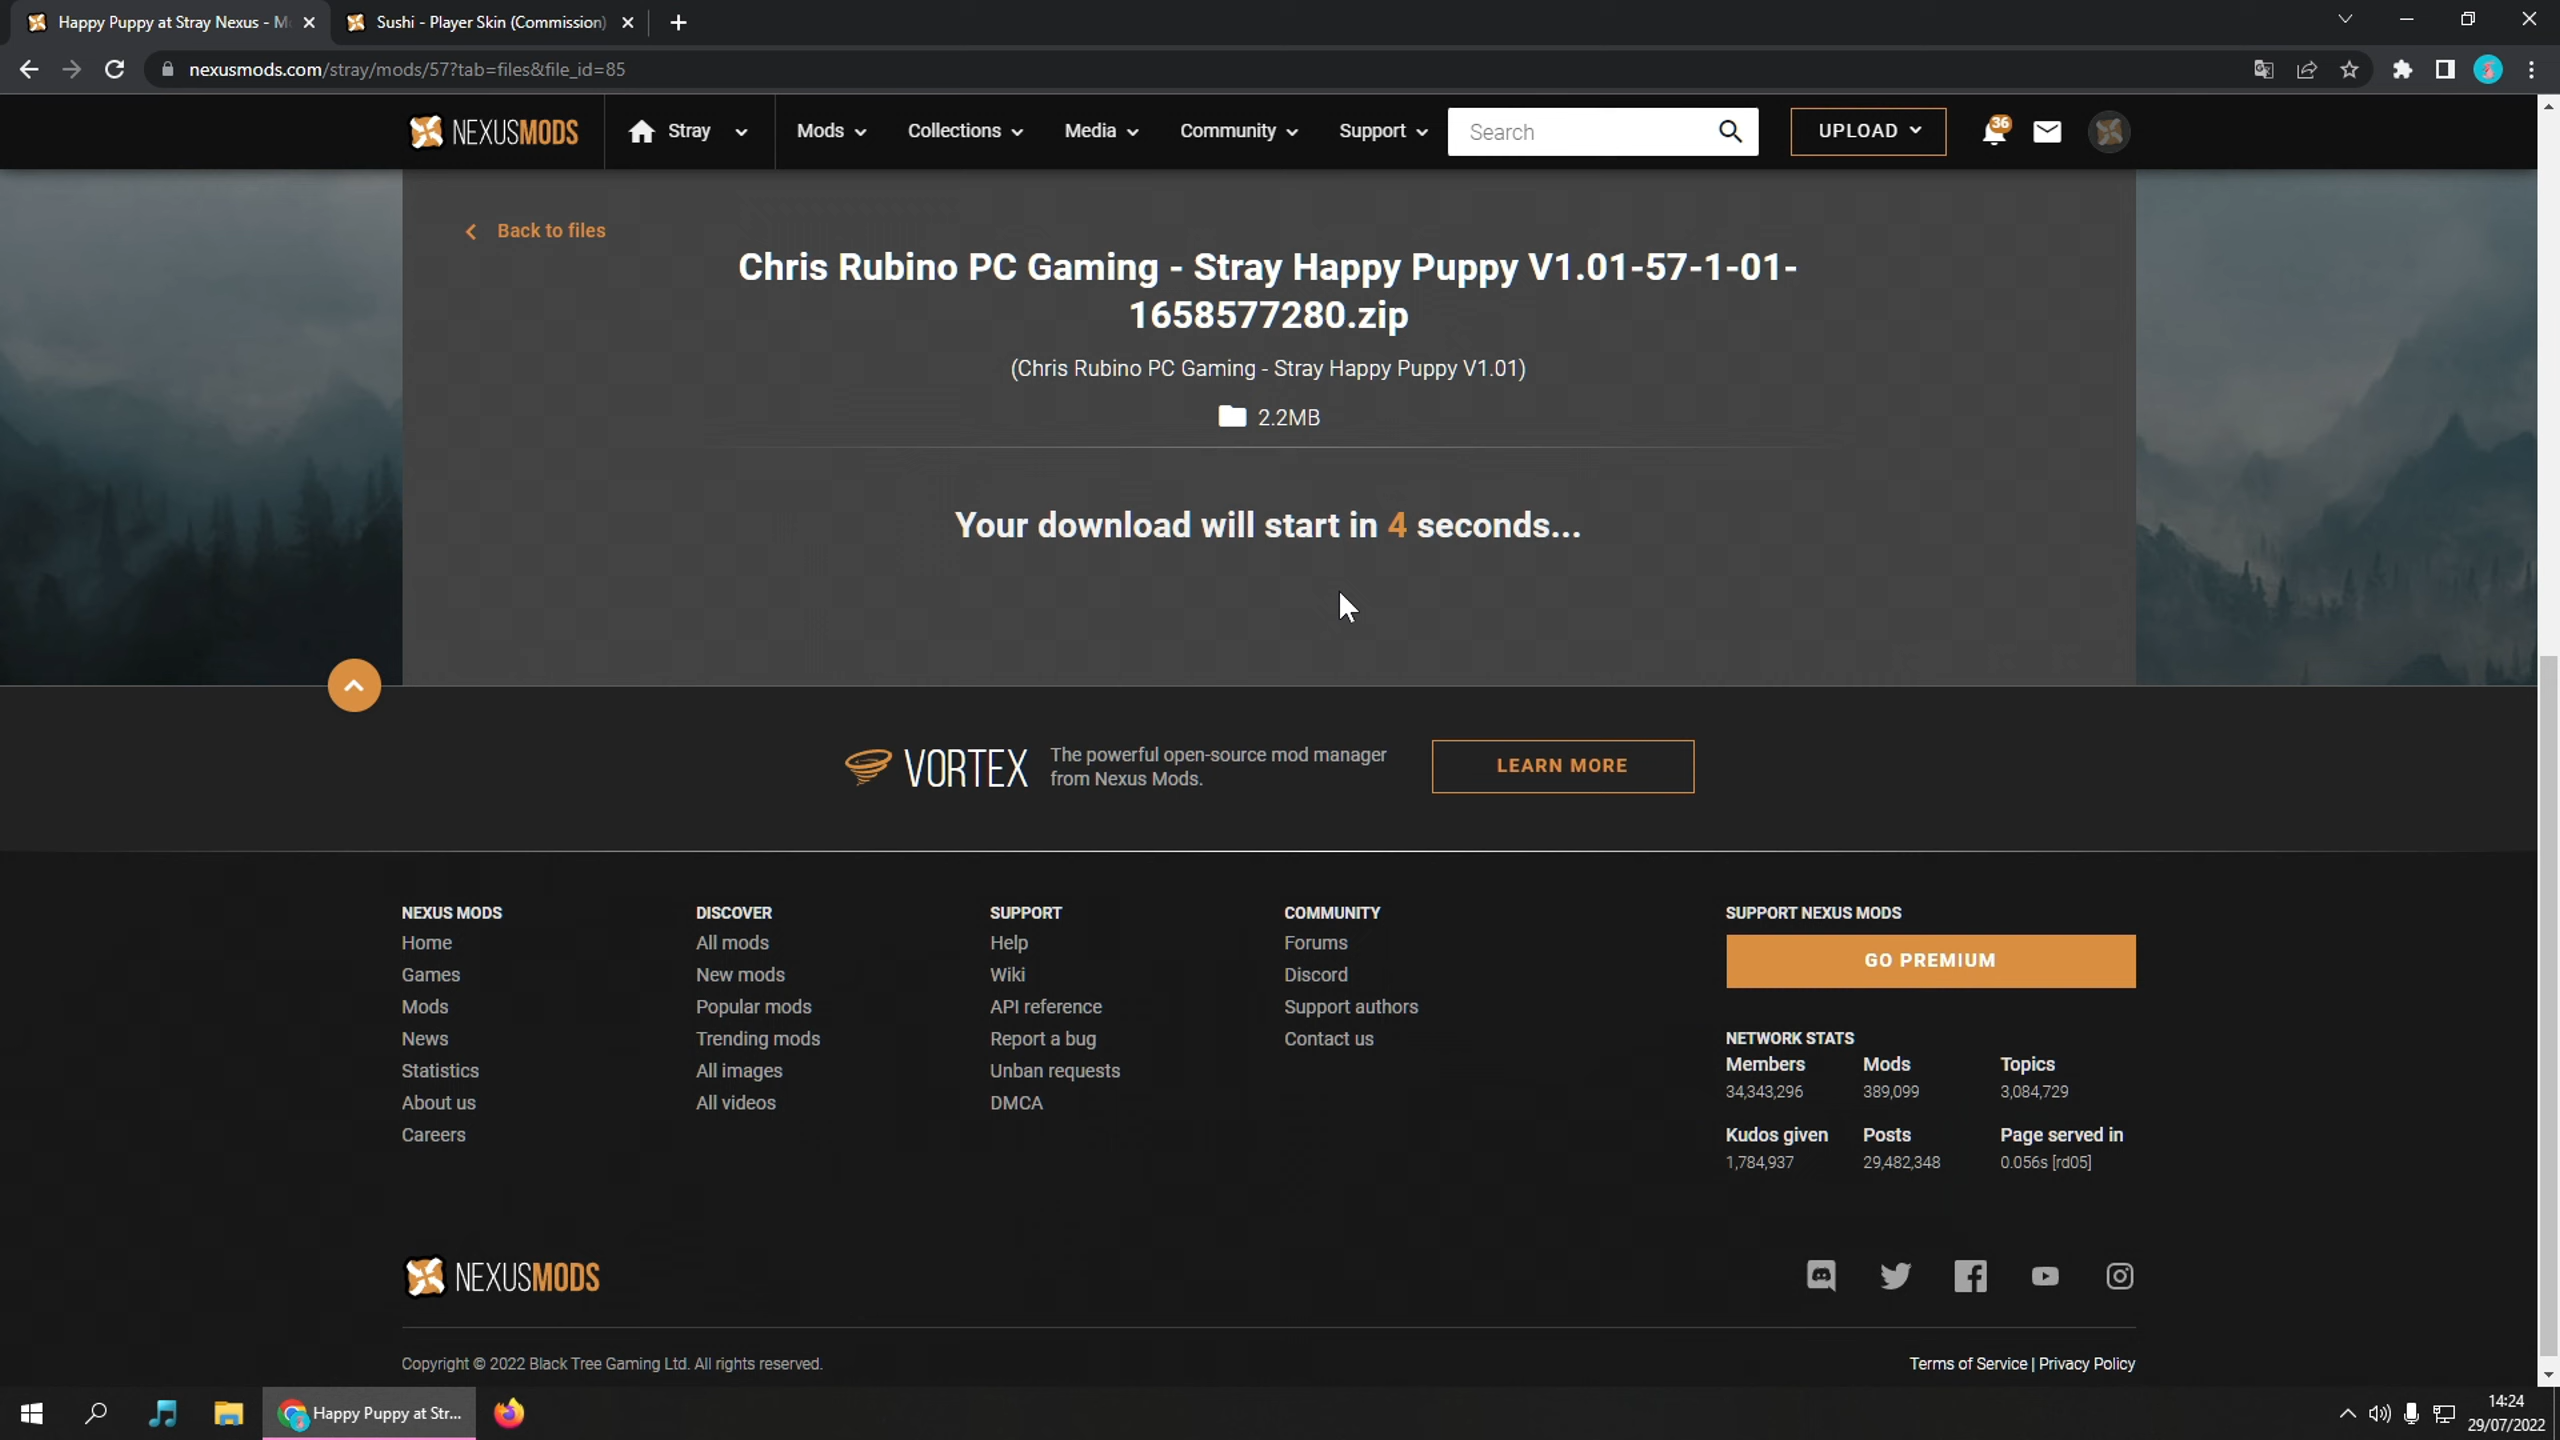 Happy Puppy at Stray Nexus - M
Sushi - Player Skin (Commission)
nexusmods.com/stray/mods/57?tab=files&file_id=85
NEXUSMODS
Stray
Mods
Collections
Media
Community
Support
Search
UPLOAD
36
Back to files
Chris Rubino PC Gaming - Stray Happy Puppy V1.01-57-1-01-
1658577280.zip
(Chris Rubino PC Gaming - Stray Happy Puppy V1.01)
2.2MB
Your download will start in 4 seconds...
VORTEX
The powerful open-source mod manager
from Nexus Mods.
LEARN MORE
NEXUS MODS
Home
Games
Mods
News
Statistics
About us
Careers
DISCOVER
All mods
New mods
Popular mods
Trending mods
All images
All videos
SUPPORT
Help
Wiki
API reference
Report a bug
Unban requests
DMCA
COMMUNITY
Forums
Discord
Support authors
Contact us
SUPPORT NEXUS MODS
GO PREMIUM
NETWORK STATS
Members Mods Topics
34,343,296 389,099 3,084,729
Kudos given Posts Page served in
1,784,937 29,482,348 0.056s [rd05]
NEXUSMODS
Copyright © 2022 Black Tree Gaming Ltd. All rights reserved.
Terms of Service | Privacy Policy
Happy Puppy at Str...
14:24
29/07/2022